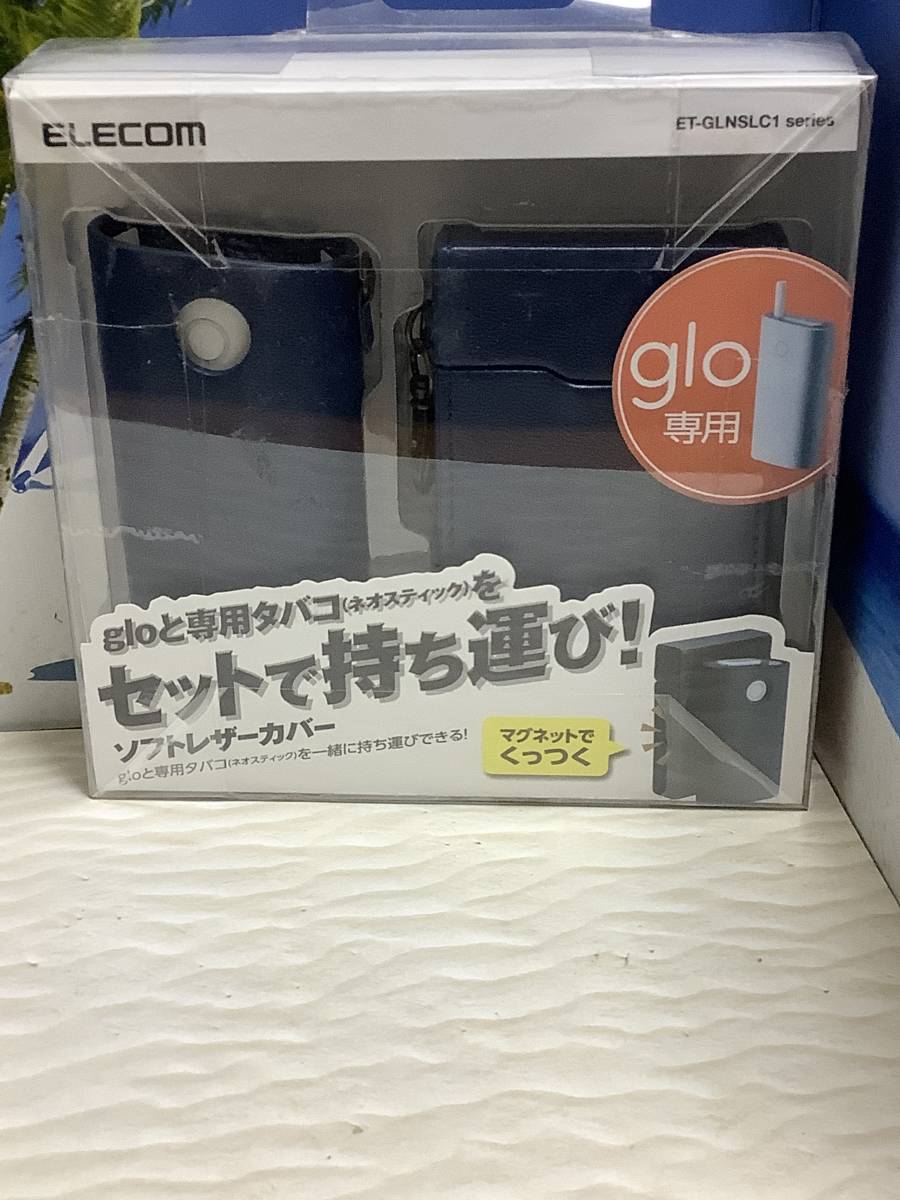 ELECOM
ET-GLNSLC1 series
glo
専用
gloと専用タバコ(ネオスティック)を
セットで持ち運び!
ソフトレザーカバー
gloと専用タバコ(ネオスティック)を一緒に持ち運びできる!
マグネットで
くっつく